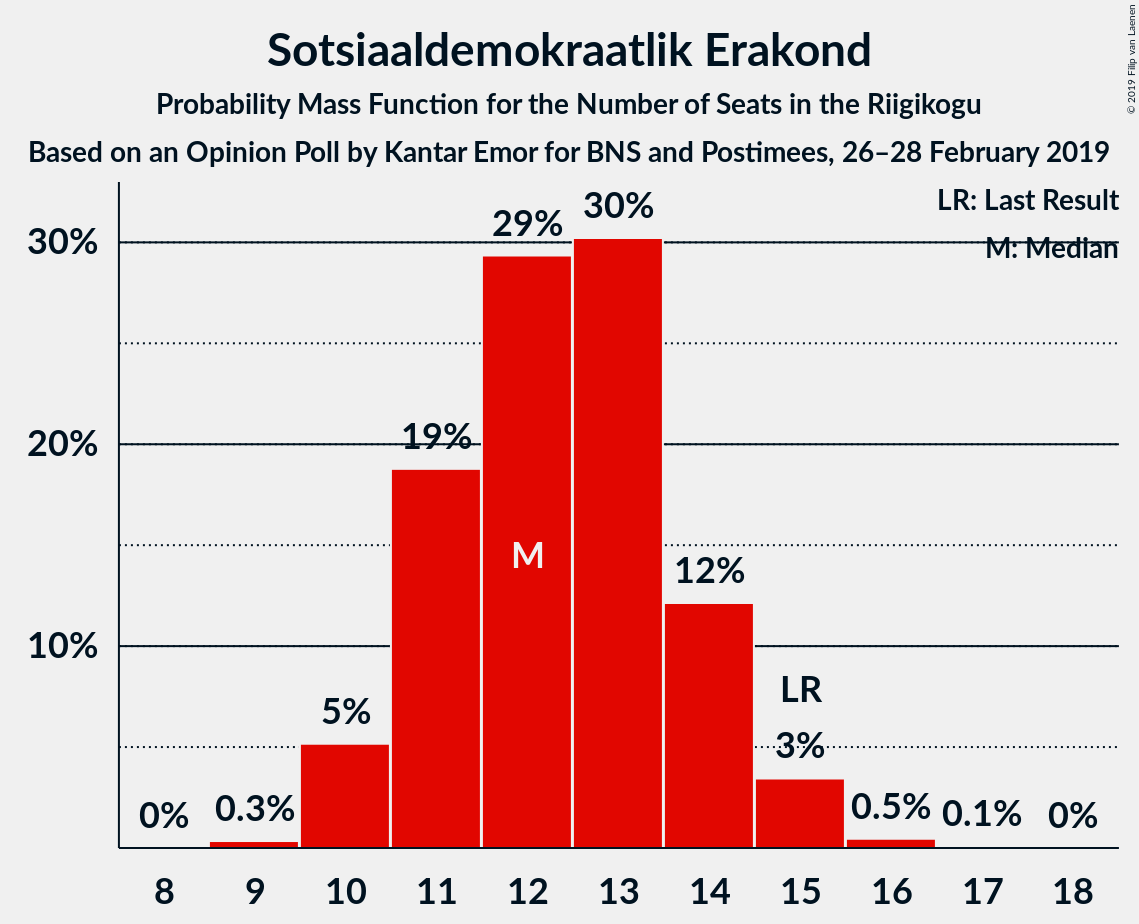 Sotsiaaldemokraatlik Erakond
Probability Mass Function for the Number of Seats in the Riigikogu
Based on an Opinion Poll by Kantar Emor for BNS and Postimees, 26–28 February 2019
© 2019 Filip van Laenen
LR: Last Result
M: Median
30%
20%
10%
0%
0.3%
5%
19%
29%
M
30%
12%
LR
3%
0.5%
0.1%
0%
8 9 10 11 12 13 14 15 16 17 18